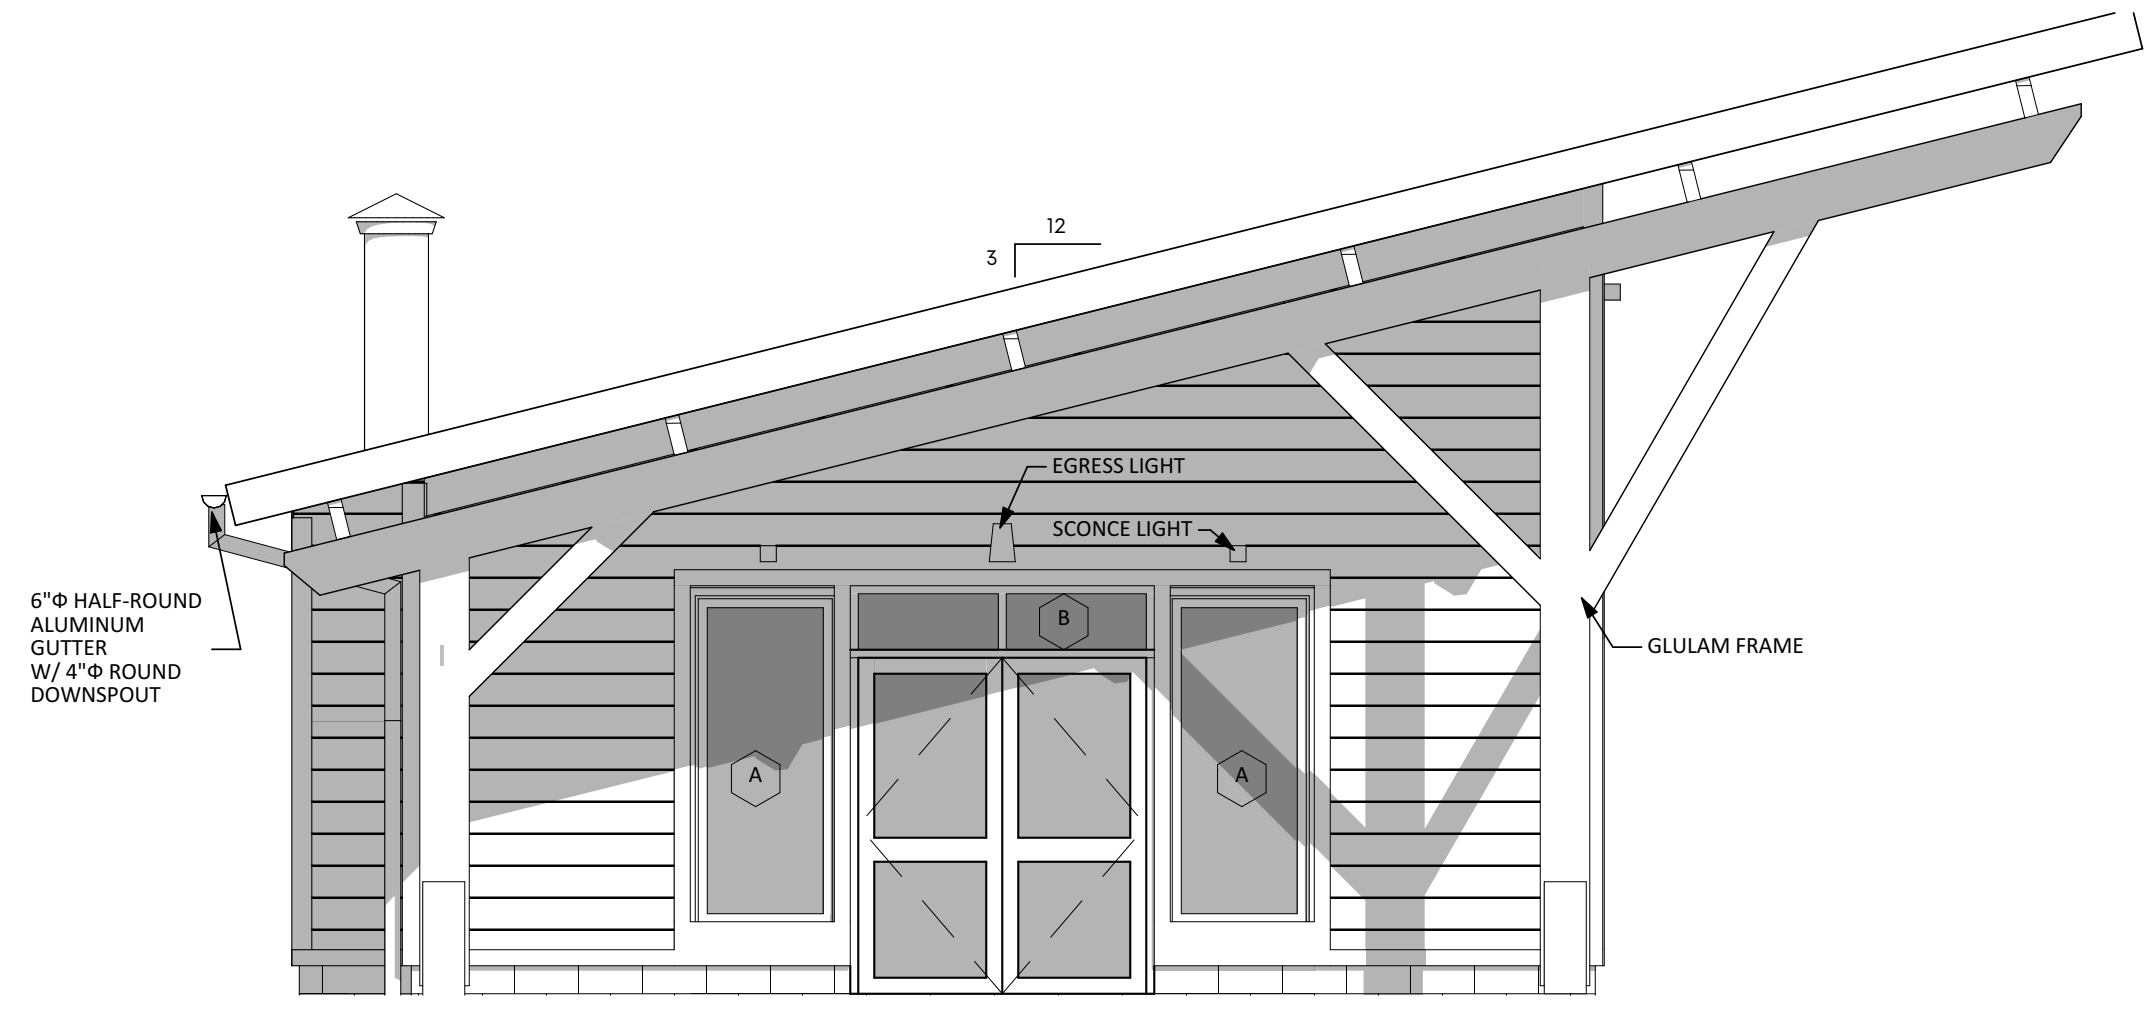 12
3
EGRESS LIGHT
SCONCE LIGHT
6"Φ HALF-ROUND
ALUMINUM
GUTTER
W/ 4"Φ ROUND
DOWNSPOUT
B
GLULAM FRAME
A
A